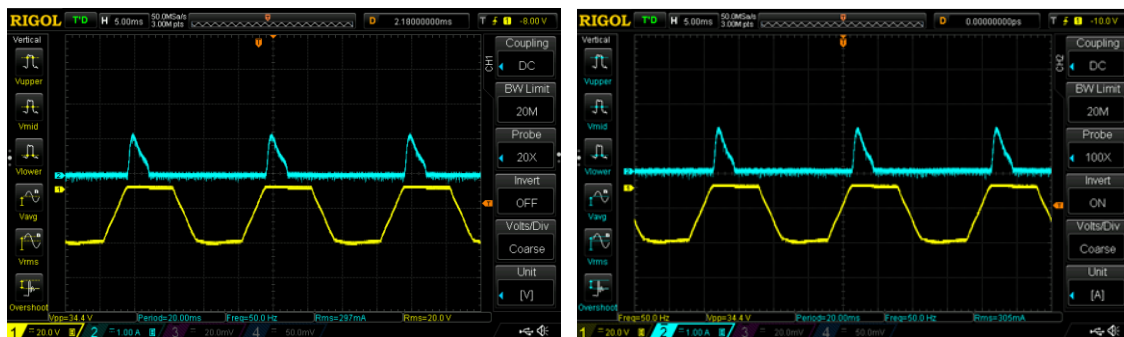 RIGOL T'D H 5.00ms 50.0MSa/s 3.00M pts D 2.18000000ms T 1 -8.00 V
Vertical
Vupper
Vmid
Vlower
Vavg
Vrms
Overshoot
CH1
Coupling
DC
BW Limit
20M
Probe
20X
Invert
OFF
Volts/Div
Coarse
Unit
[V]
Vpp=34.4 V Period=20.00ms Freq=50.0 Hz Rms=297mA Rms=20.0 V
1 = 20.0 V 2 = 1.00 A 3 = 20.0mV 4 = 50.0mV
RIGOL T'D H 5.00ms 50.0MSa/s 3.00M pts D 0.00000000ps T 1 -10.0 V
Vertical
Vupper
Vmid
Vlower
Vavg
Vrms
Overshoot
CH2
Coupling
DC
BW Limit
20M
Probe
100X
Invert
ON
Volts/Div
Coarse
Unit
[A]
Freq=50.0 Hz Vpp=34.4 V Period=20.00ms Freq=50.0 Hz Rms=305mA
1 = 20.0 V 2 = 1.00 A 3 = 20.0mV 4 = 50.0mV